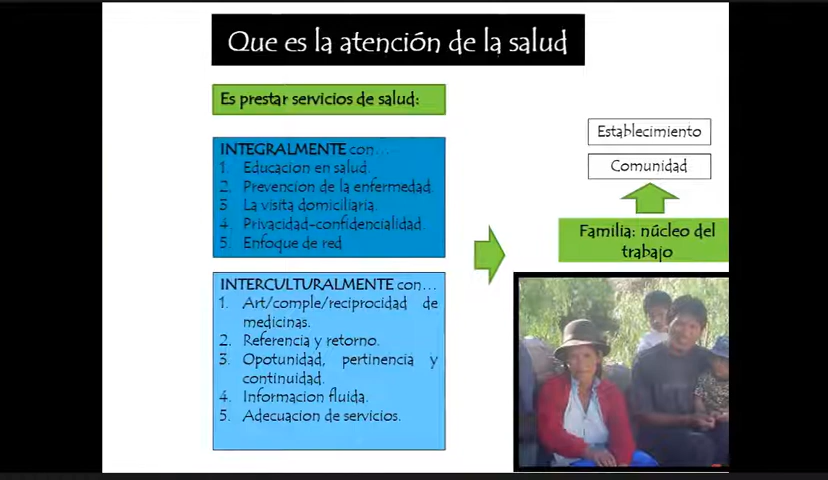 Que es la atención de la salud
Es prestar servicios de salud:
INTEGRALMENTE con...
1. Educacion en salud.
2. Prevencion de la enfermedad.
3 La visita domiciliaria.
4. Privacidad-confidencialidad.
5. Enfoque de red
INTERCULTURALMENTE con...
1. Art/comple/reciprocidad de
medicinas.
2. Referencia y retorno.
3. Opotunidad, pertinencia y
continuidad.
4. Informacion fluida.
5. Adecuacion de servicios.
Establecimiento
Comunidad
Familia: núcleo del
trabajo